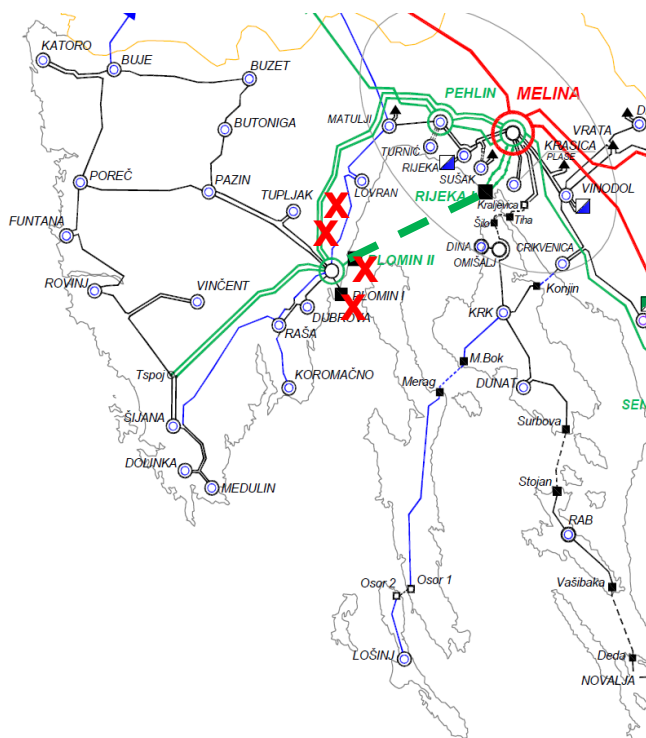 KATORO
BUJE
BUZET
PEHLIN
MELINA
D
MATULJI
BUTONIGA
VRATA
KRASICA
PLASE
TURNIĆ
RIJEKA
SUŠAK
POREČ
PAZIN
TUPLJAK
LOVRAN
RIJEKA
VINODOL
Kraljevica
Tiha
Šilo
FUNTANA
DINA
OMIŠALJ
CRIKVENICA
PLOMIN II
ROVINJ
VINČENT
PLOMIN I
Konjin
DUBROVA
RAŠA
KRK
M.Bok
Tspoj
KOROMAČNO
Merag
DUNAT
SEN
ŠIJANA
Surbova
DOLINKA
MEDULIN
Stojan
RAB
Osor 2
Osor 1
Vašibaka
LOŠINJ
Deda
NOVALJA